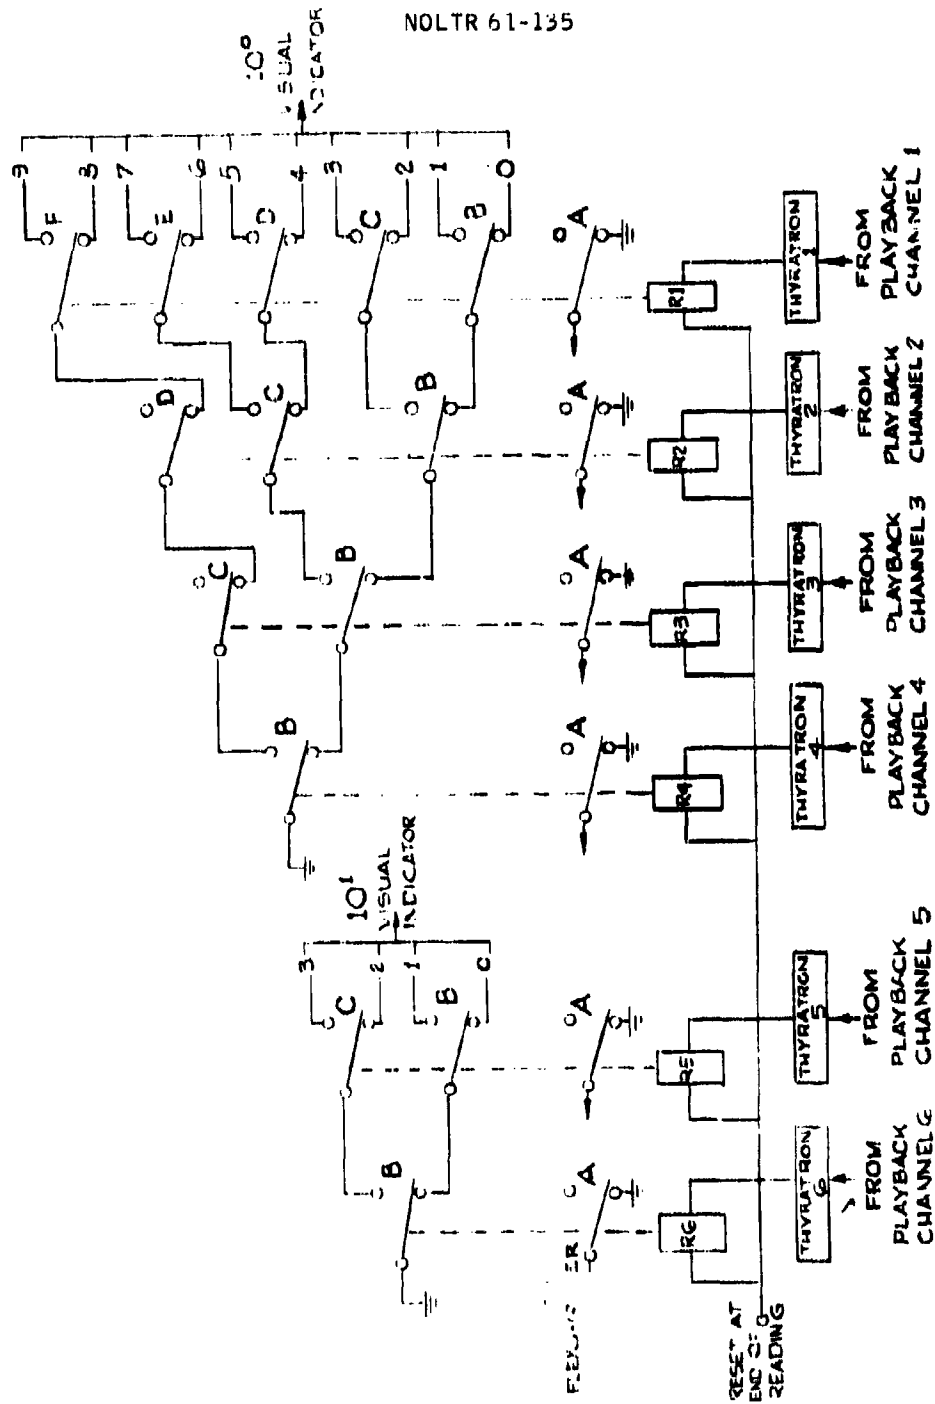 NOLTR 61-135
10⁰
9
8
7
6
5
4
3
2
1
0
F
E
D
C
B
A
D
C
B
A
C
B
A
B
A
R1
R2
R3
R4
THYRATRON 1
THYRATRON 2
THYRATRON 3
THYRATRON 4
FROM
PLAYBACK
CHANNEL 1
FROM
PLAYBACK
CHANNEL 2
FROM
PLAYBACK
CHANNEL 3
FROM
PLAYBACK
CHANNEL 4
10¹
VISUAL
INDICATOR
3
2
1
0
C
B
A
B
A
R5
R6
THYRATRON 5
THYRATRON 6
FROM
PLAYBACK
CHANNEL 5
FROM
PLAYBACK
CHANNEL 6
RESET AT
END OF
READING